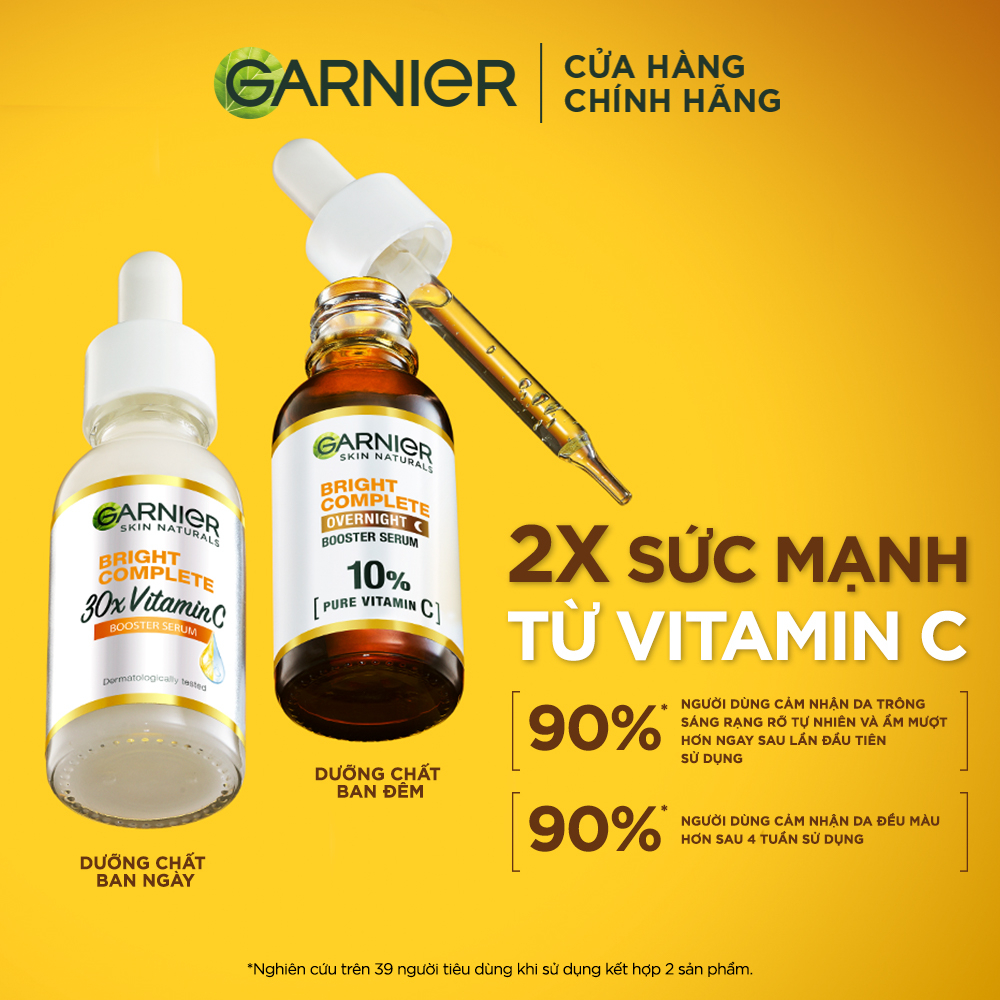 GARNIER
CỬA HÀNG
CHÍNH HÃNG
GARNIER
SKIN NATURALS
BRIGHT
COMPLETE
30x Vitamin C
BOOSTER SERUM
Dermatologically tested
DƯỠNG CHẤT
BAN NGÀY
GARNIER
SKIN NATURALS
BRIGHT
COMPLETE
OVERNIGHT
BOOSTER SERUM
10%
[ PURE VITAMIN C ]
DƯỠNG CHẤT
BAN ĐÊM
2X SỨC MẠNH
TỪ VITAMIN C
90%*
NGƯỜI DÙNG CẢM NHẬN DA TRÔNG
SÁNG RẠNG RỠ TỰ NHIÊN VÀ ẨM MƯỢT
HƠN NGAY SAU LẦN ĐẦU TIÊN
SỬ DỤNG
90%*
NGƯỜI DÙNG CẢM NHẬN DA ĐỀU MÀU
HƠN SAU 4 TUẦN SỬ DỤNG
*Nghiên cứu trên 39 người tiêu dùng khi sử dụng kết hợp 2 sản phẩm.